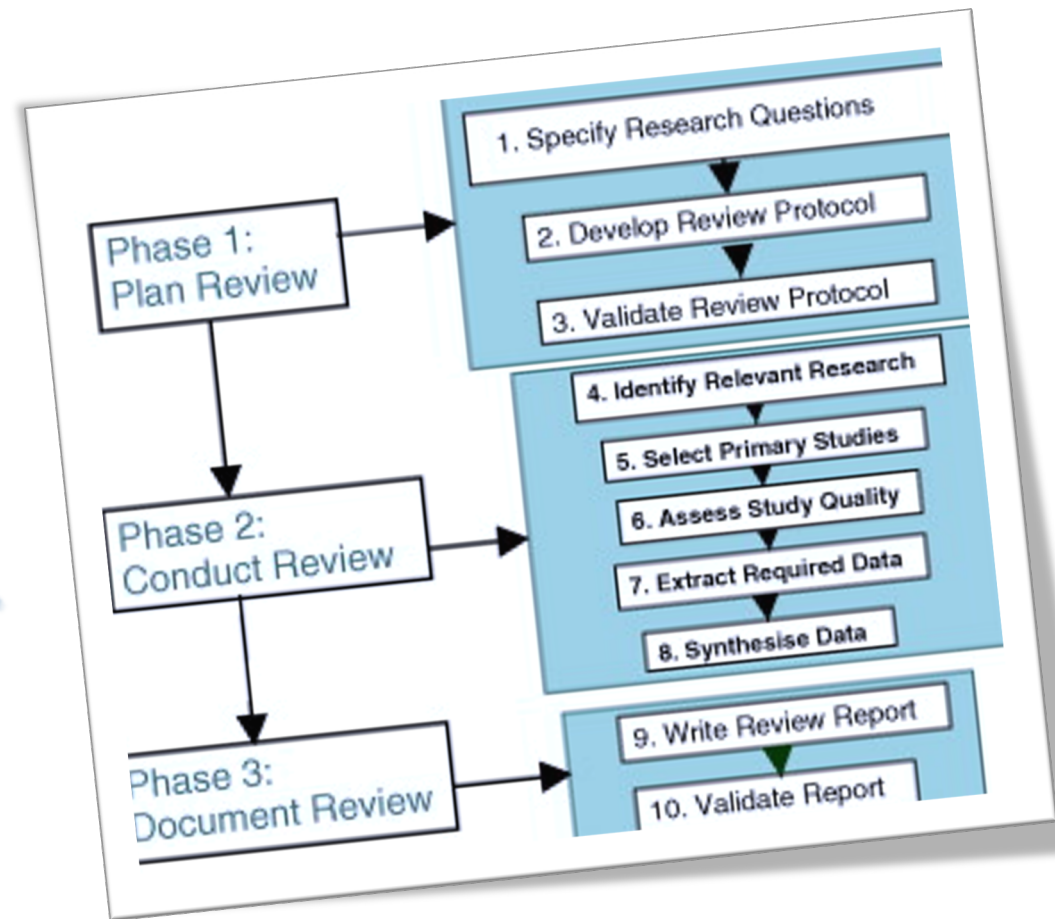 Phase 1:
Plan Review
1. Specify Research Questions
2. Develop Review Protocol
3. Validate Review Protocol
Phase 2:
Conduct Review
4. Identify Relevant Research
5. Select Primary Studies
6. Assess Study Quality
7. Extract Required Data
8. Synthesise Data
Phase 3:
Document Review
9. Write Review Report
10. Validate Report